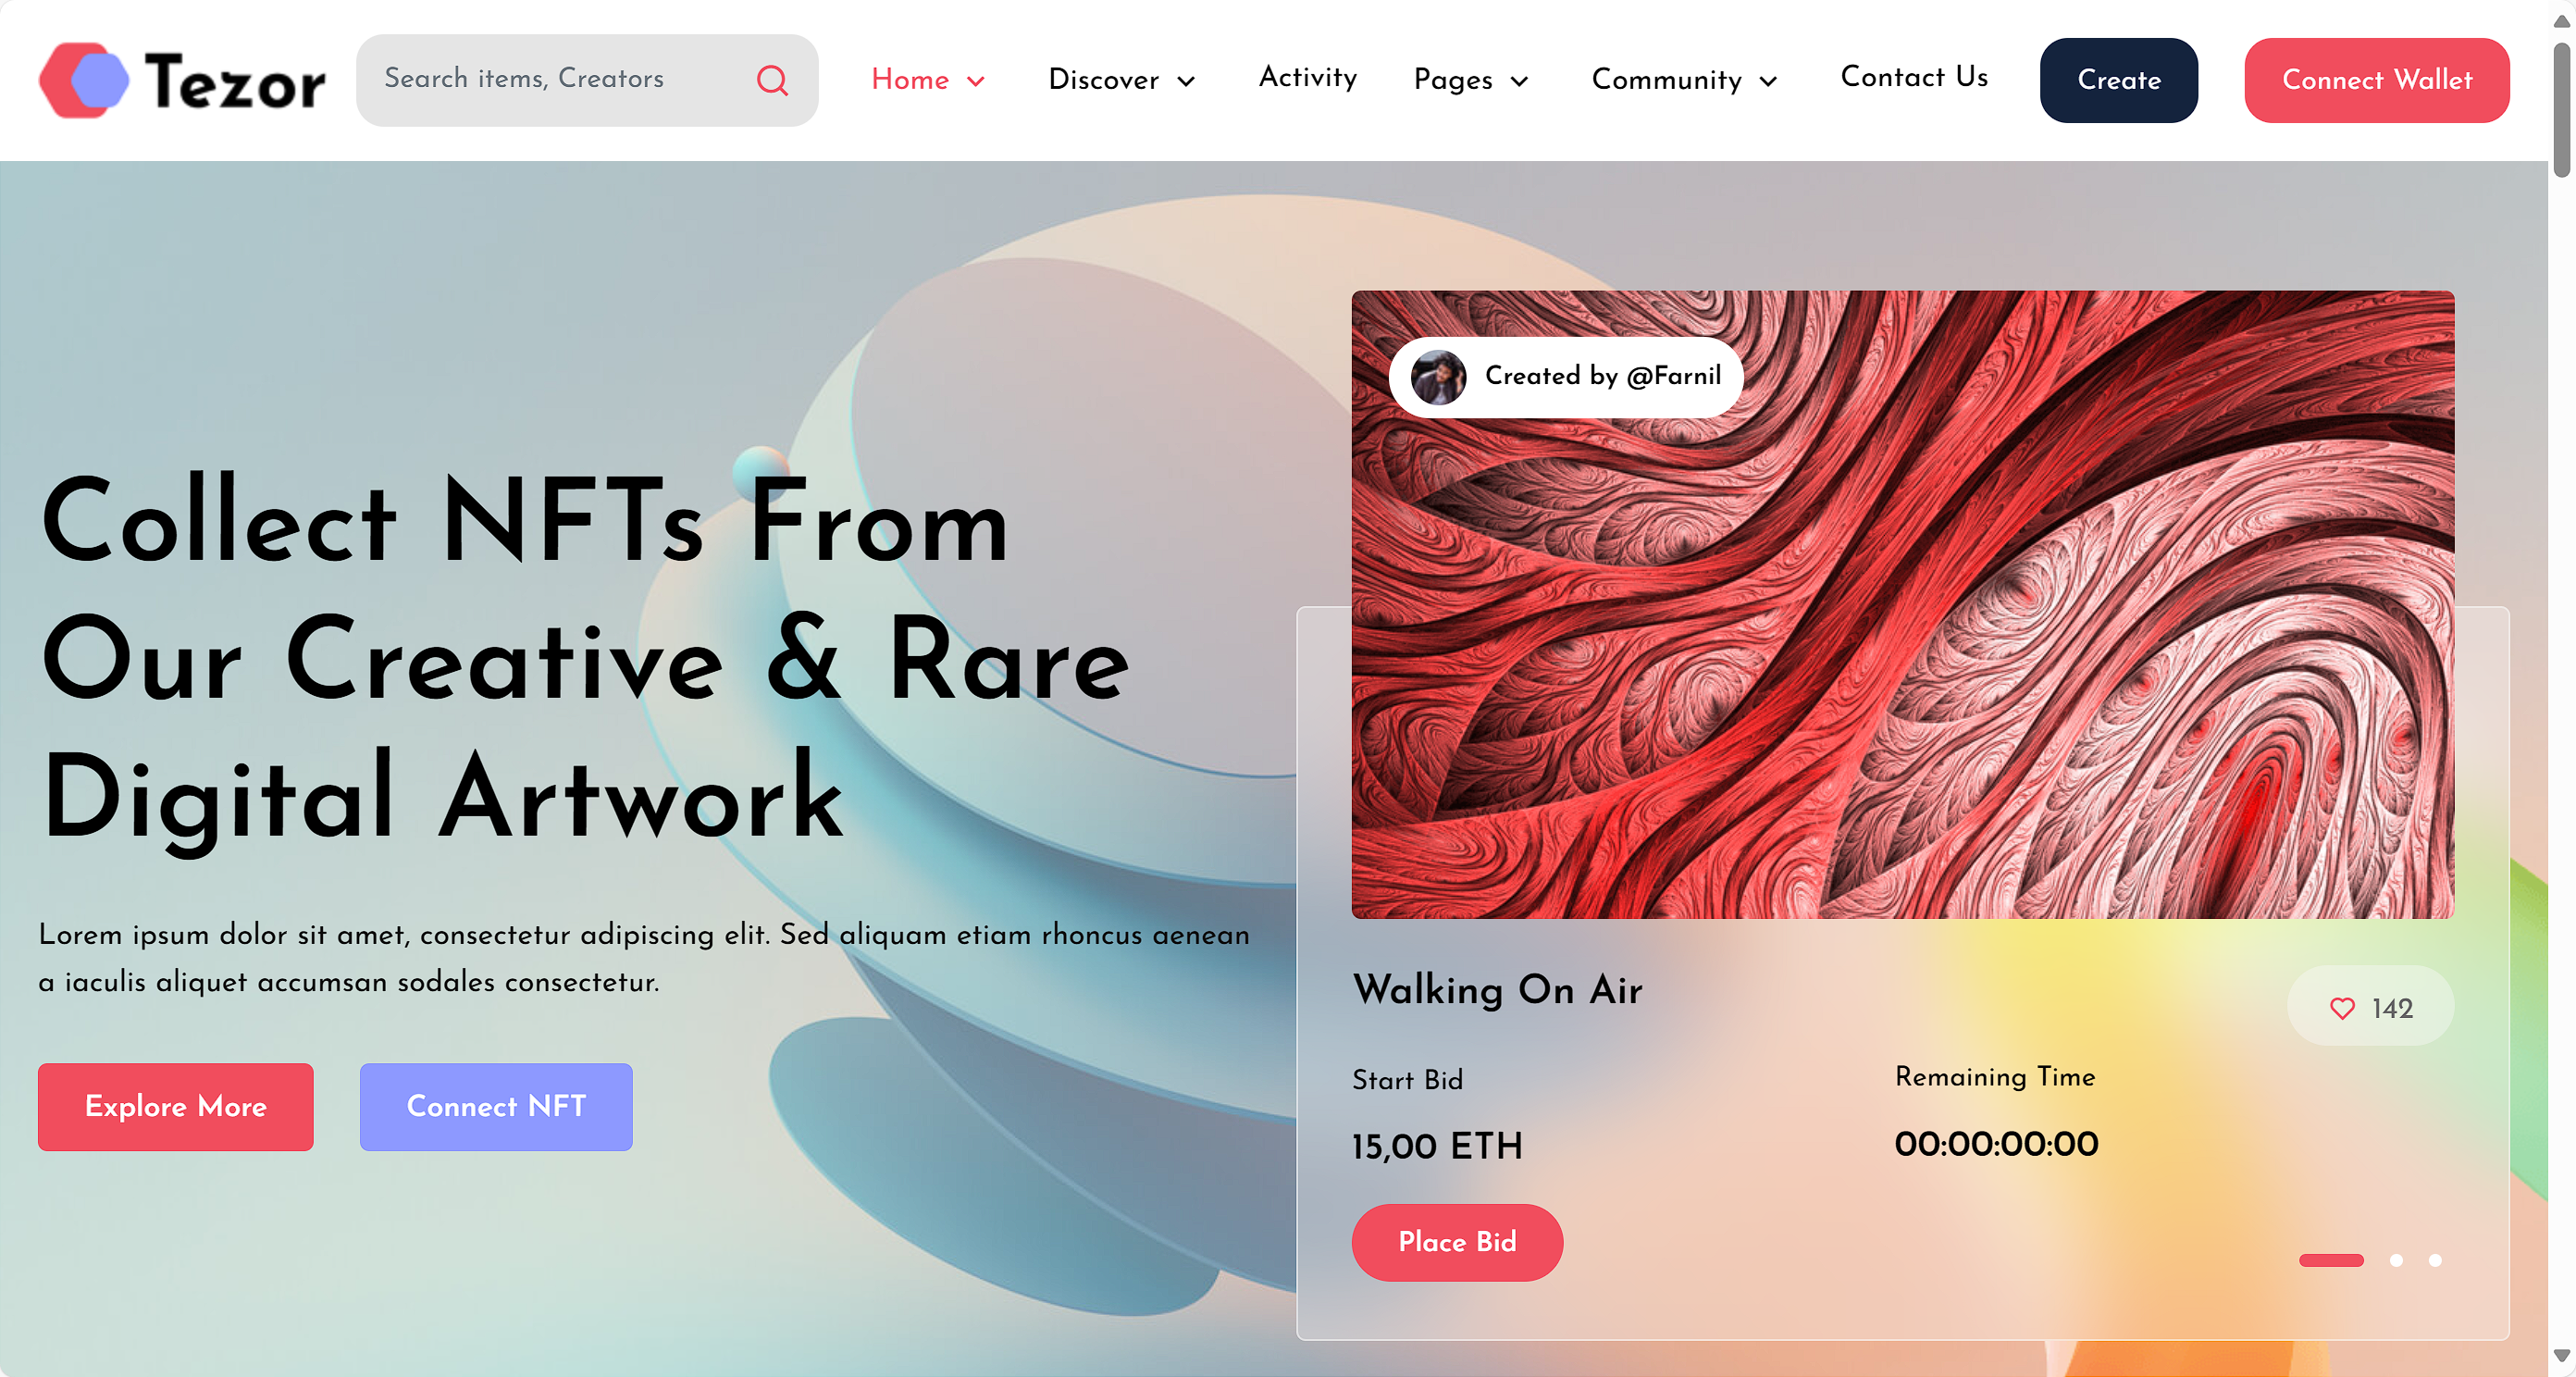 Tezor
Search items, Creators
Home
Discover
Activity
Pages
Community
Contact Us
Create
Connect Wallet
Collect NFTs From
Our Creative & Rare
Digital Artwork
Lorem ipsum dolor sit amet, consectetur adipiscing elit. Sed aliquam etiam rhoncus aenean
a iaculis aliquet accumsan sodales consectetur.
Explore More
Connect NFT
Created by @Farnil
Walking On Air
142
Start Bid
15,00 ETH
Remaining Time
00:00:00:00
Place Bid